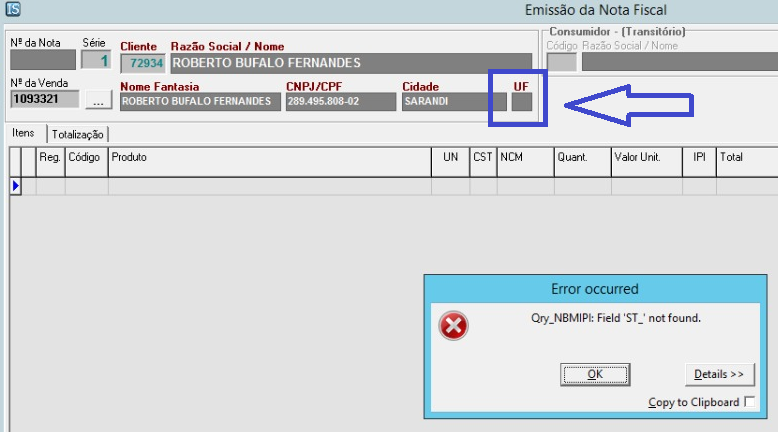 Emissão da Nota Fiscal
Nº da Nota Série Cliente Razão Social / Nome
1 72934 ROBERTO BUFALO FERNANDES
Consumidor - (Transitório)
Código Razão Social / Nome
Nº da Venda Nome Fantasia CNPJ/CPF Cidade UF
1093321 ... ROBERTO BUFALO FERNANDES 289.495.808-02 SARANDI
Itens Totalização
Reg. Código Produto UN CST NCM Quant. Valor Unit. IPI Total
Error occurred
Qry_NBMIPI: Field 'ST_' not found.
OK Details >>
Copy to Clipboard